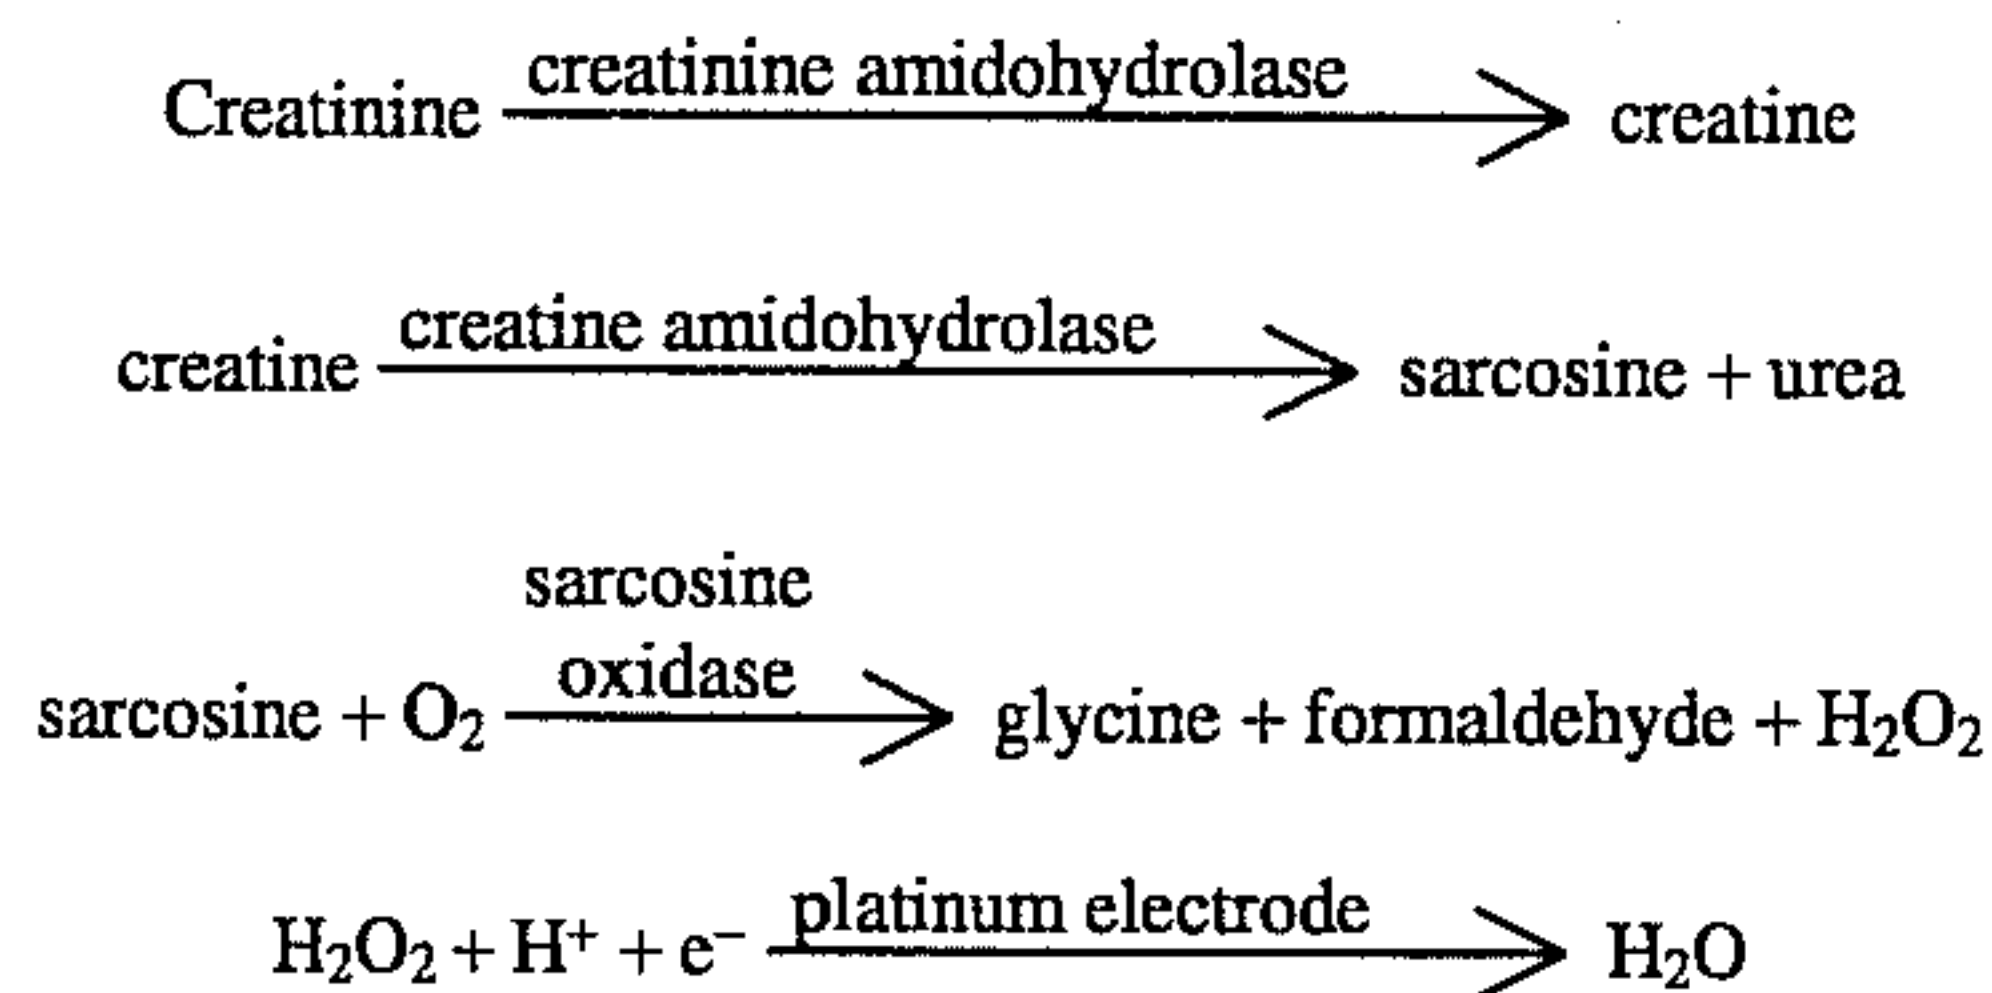 creatinine amidohydrolase
Creatinine → creatine
creatine amidohydrolase
creatine → sarcosine + urea
sarcosine
oxidase
sarcosine + O₂ → glycine + formaldehyde + H₂O₂
platinum electrode
H₂O₂ + H⁺ + e⁻ → H₂O